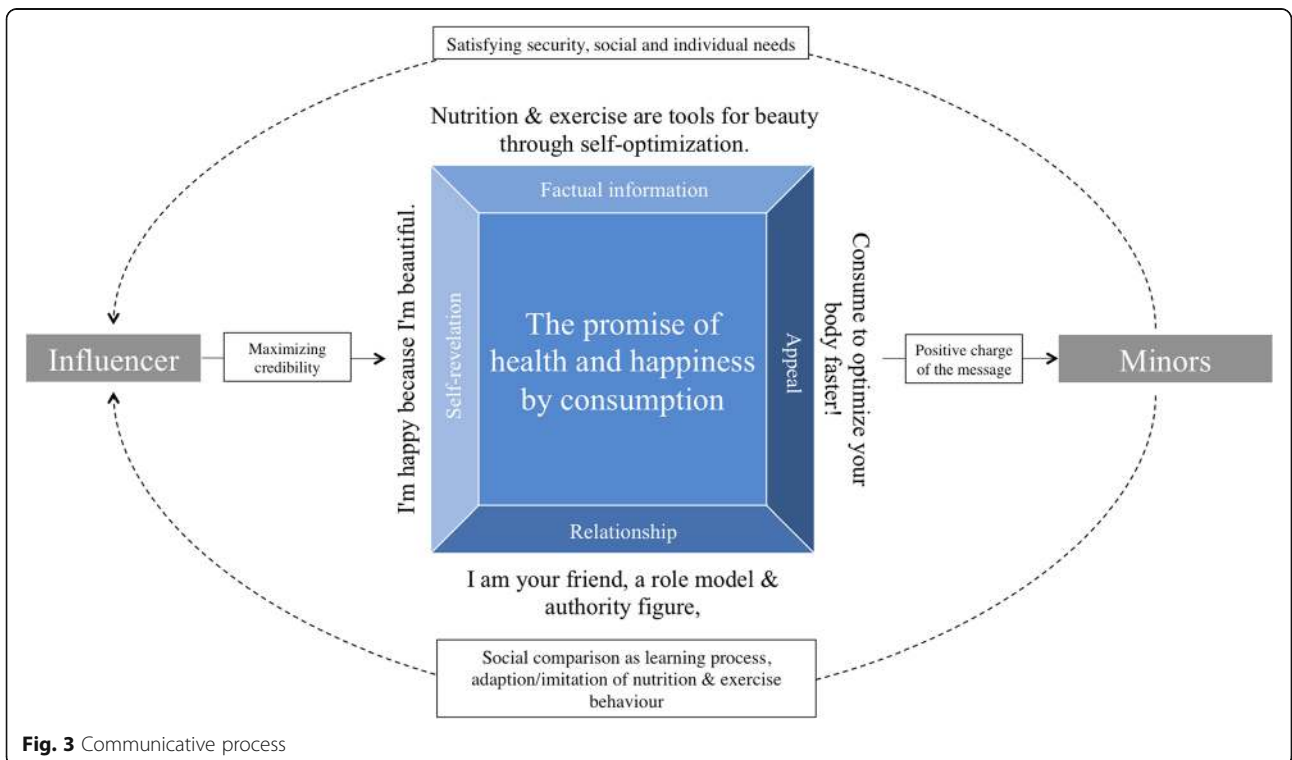 Satisfying security, social and individual needs
Nutrition & exercise are tools for beauty
through self-optimization.
Factual information
I'm happy because I'm beautiful.
Self-revelation
The promise of
health and happiness
by consumption
Appeal
Consume to optimize your
body faster!
Influencer
Maximizing
credibility
Positive charge
of the message
Minors
Relationship
I am your friend, a role model &
authority figure,
Social comparison as learning process,
adaption/imitation of nutrition & exercise
behaviour
Fig. 3 Communicative process